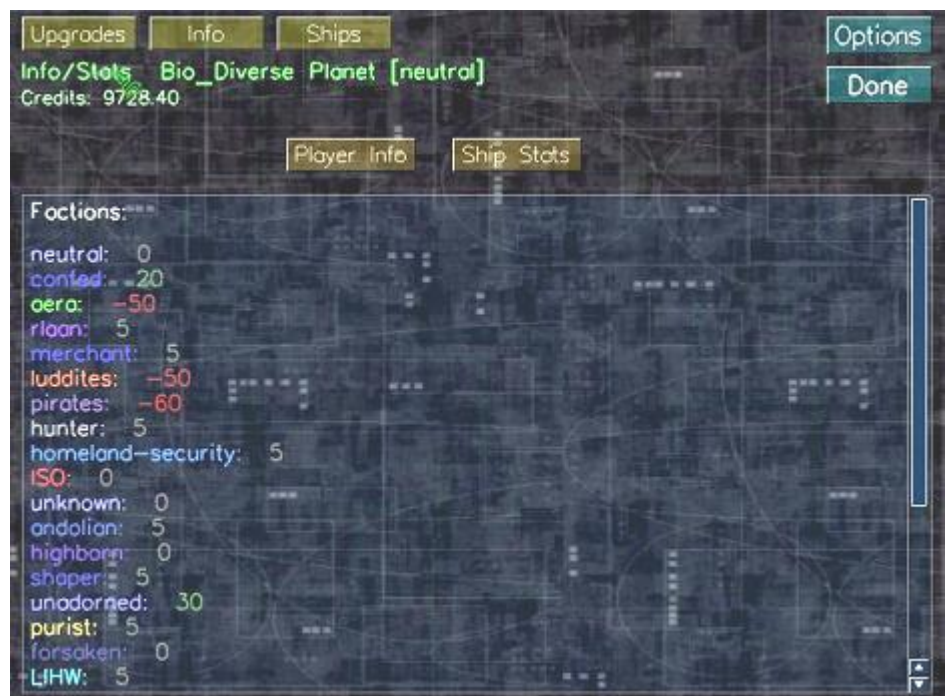 Upgrades Info Ships Options
Info/Stats Bio_Diverse Planet [neutral]
Credits: 9728.40
Done
Player Info Ship Stats
Factions:
neutral: 0
confed: 20
aera: -50
rlaan: 5
merchant: 5
luddites: -50
pirates: -60
hunter: 5
homeland-security: 5
ISO: 0
unknown: 0
andolian: 5
highborn: 0
shaper: 5
unadorned: 30
purist: 5
forsaken: 0
LIHW: 5